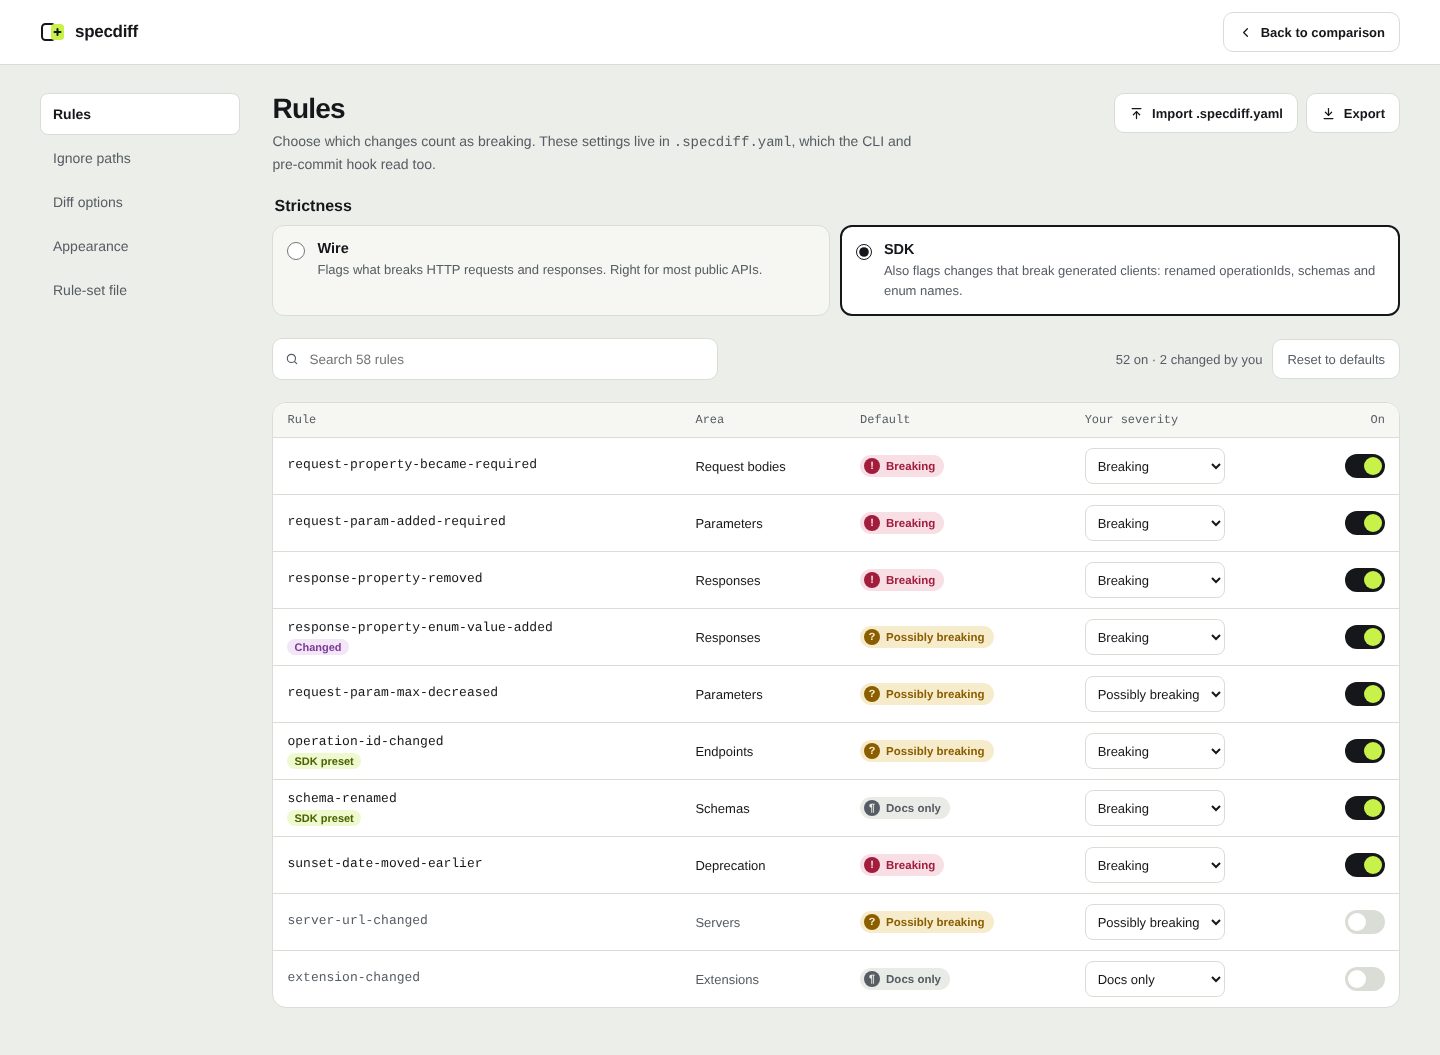 specdiff
Back to comparison
Rules
Ignore paths
Diff options
Appearance
Rule-set file
Rules
Choose which changes count as breaking. These settings live in .specdiff.yaml, which the CLI and
pre-commit hook read too.
Import .specdiff.yaml
Export
Strictness
Wire
Flags what breaks HTTP requests and responses. Right for most public APIs.
SDK
Also flags changes that break generated clients: renamed operationIds, schemas and
enum names.
Search 58 rules
52 on · 2 changed by you
Reset to defaults
Rule Area Default Your severity On
request-property-became-required Request bodies ! Breaking Breaking
request-param-added-required Parameters ! Breaking Breaking
response-property-removed Responses ! Breaking Breaking
response-property-enum-value-added Responses ? Possibly breaking Breaking
Changed
request-param-max-decreased Parameters ? Possibly breaking Possibly breaking
operation-id-changed Endpoints ? Possibly breaking Breaking
SDK preset
schema-renamed Schemas ¶ Docs only Breaking
SDK preset
sunset-date-moved-earlier Deprecation ! Breaking Breaking
server-url-changed Servers ? Possibly breaking Possibly breaking
extension-changed Extensions ¶ Docs only Docs only